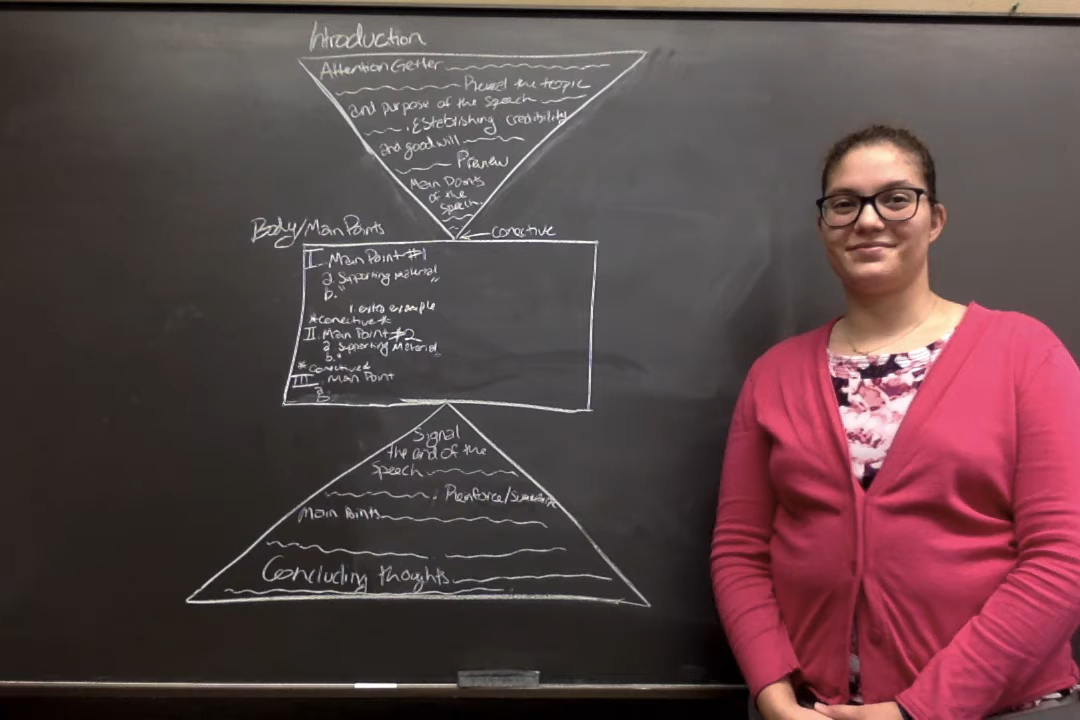 Introduction
Attention Getter
Reveal the topic
and purpose of the speech
. Establishing credibility
and goodwill
Preview
Main Points
of the
speech
Body/Main Points
conective
I. Main Point #1
a. Supporting Material
b. " "
1. extra example
*conective*
II. Main Point #2
a. Supporting Material
b. " "
*conective*
III. Main Point
a.
b.
Signal
the end of the
Speech
. Reinforce/Summarize
Main Points
Concluding thoughts